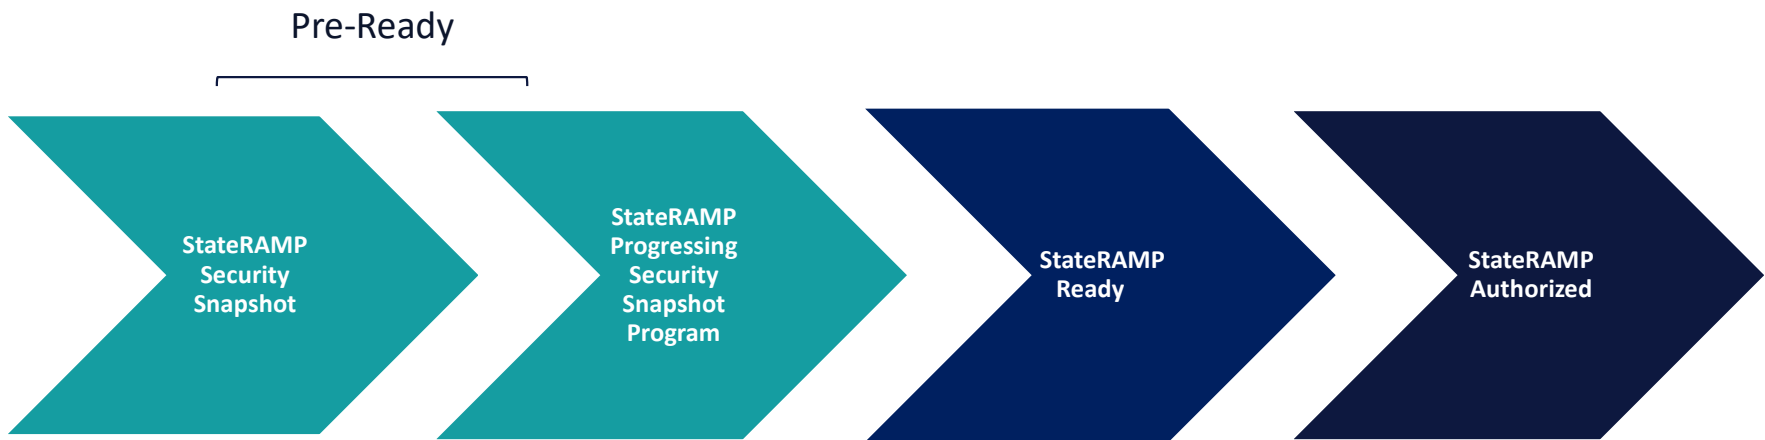 Pre-Ready
StateRAMP
Security
Snapshot
StateRAMP
Progressing
Security
Snapshot
Program
StateRAMP
Ready
StateRAMP
Authorized